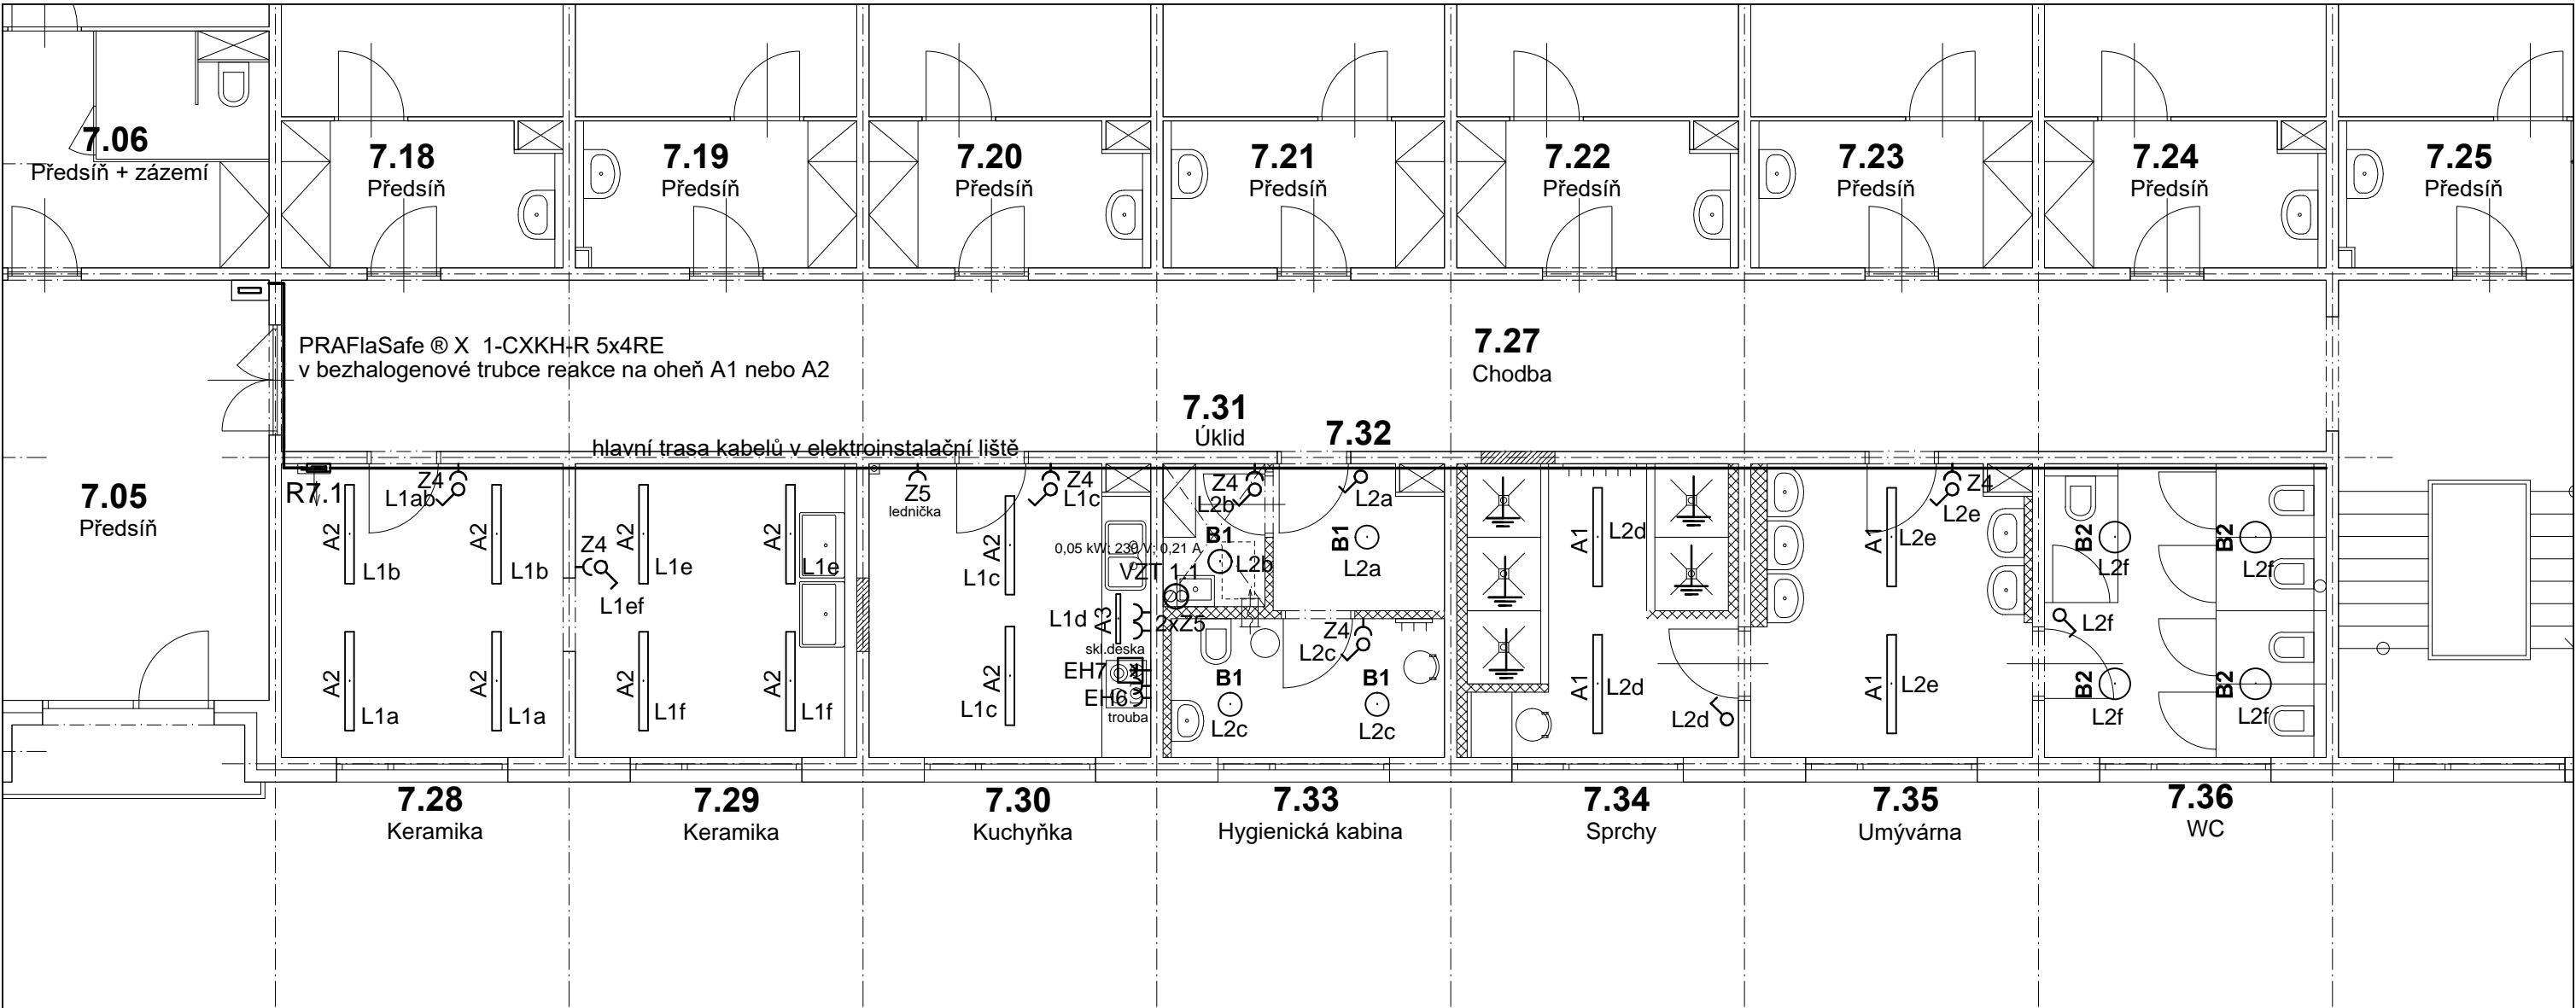 7.06
Předsíň + zázemí
7.18
Předsíň
7.19
Předsíň
7.20
Předsíň
7.21
Předsíň
7.22
Předsíň
7.23
Předsíň
7.24
Předsíň
7.25
Předsíň
PRAFlaSafe ® X 1-CXKH-R 5x4RE
v bezhalogenové trubce reakce na oheň A1 nebo A2
7.27
Chodba
7.31
Úklid
7.32
hlavní trasa kabelů v elektroinstalační liště
7.05
Předsíň
R7.1
Z4
L1ab
A2
L1b
A2
L1b
A2
L1a
A2
L1a
Z4
L1ef
A2
L1e
A2
L1e
A2
L1f
A2
L1f
Z5
lednička
Z4
L1c
A2
L1c
A2
L1c
0,05 kW; 230 V; 0,21 A
VZT 1.1
L1d
A3
2xZ5
skl.deska
EH7
EH6
trouba
Z4
L2b
B1
L2b
L2a
B1
L2a
Z4
L2c
B1
L2c
B1
L2c
A1
L2d
A1
L2d
L2d
Z4
L2e
A1
L2e
A1
L2e
B2
L2f
B2
L2f
L2f
B2
L2f
B2
L2f
7.28
Keramika
7.29
Keramika
7.30
Kuchyňka
7.33
Hygienická kabina
7.34
Sprchy
7.35
Umývárna
7.36
WC